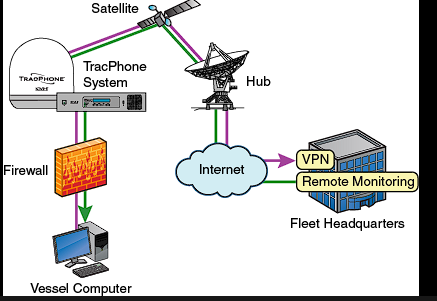 Satellite
TracPhone
System
TRACPHONE
Hub
Firewall
Internet
VPN
Remote Monitoring
Fleet Headquarters
Vessel Computer